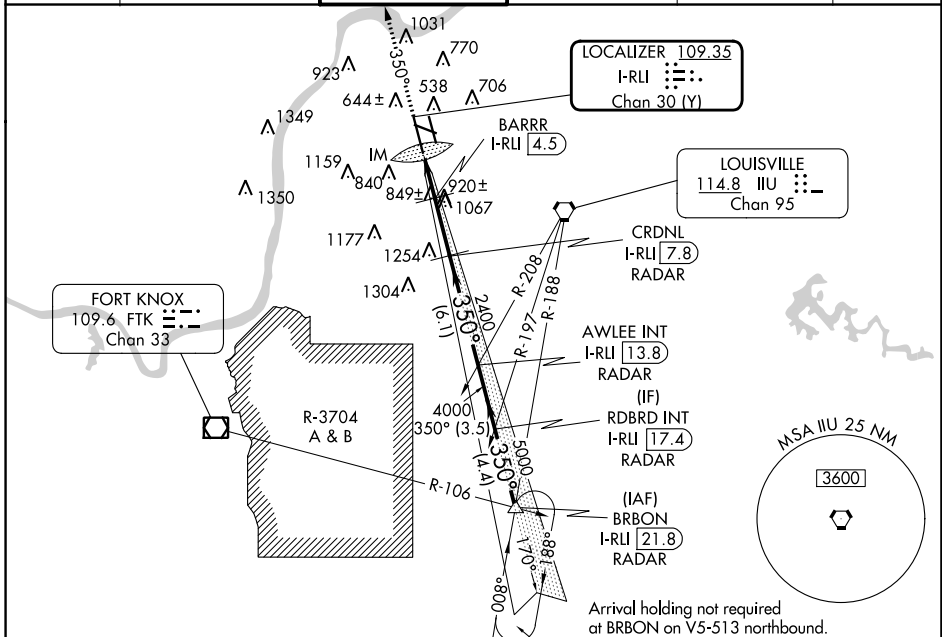 1031
770
923
350°
644±
538
706
LOCALIZER 109.35
I-RLI
Chan 30 (Y)
1349
BARRR
I-RLI 4.5
IM
1159
840
849±
920±
1067
1350
LOUISVILLE
114.8 IIU
Chan 95
1177
1254
1304
CRDNL
I-RLI 7.8
RADAR
R-208
R-197
R-188
FORT KNOX
109.6 FTK
Chan 33
2400
350°
(6.1)
AWLEE INT
I-RLI 13.8
RADAR
R-3704
A & B
4000
350° (3.5)
(IF)
RDBRD INT
I-RLI 17.4
RADAR
5000
350°
(4.4)
MSA IIU 25 NM
3600
R-106
(IAF)
BRBON
I-RLI 21.8
RADAR
170°
188°
008°
Arrival holding not required
at BRBON on V5-513 northbound.